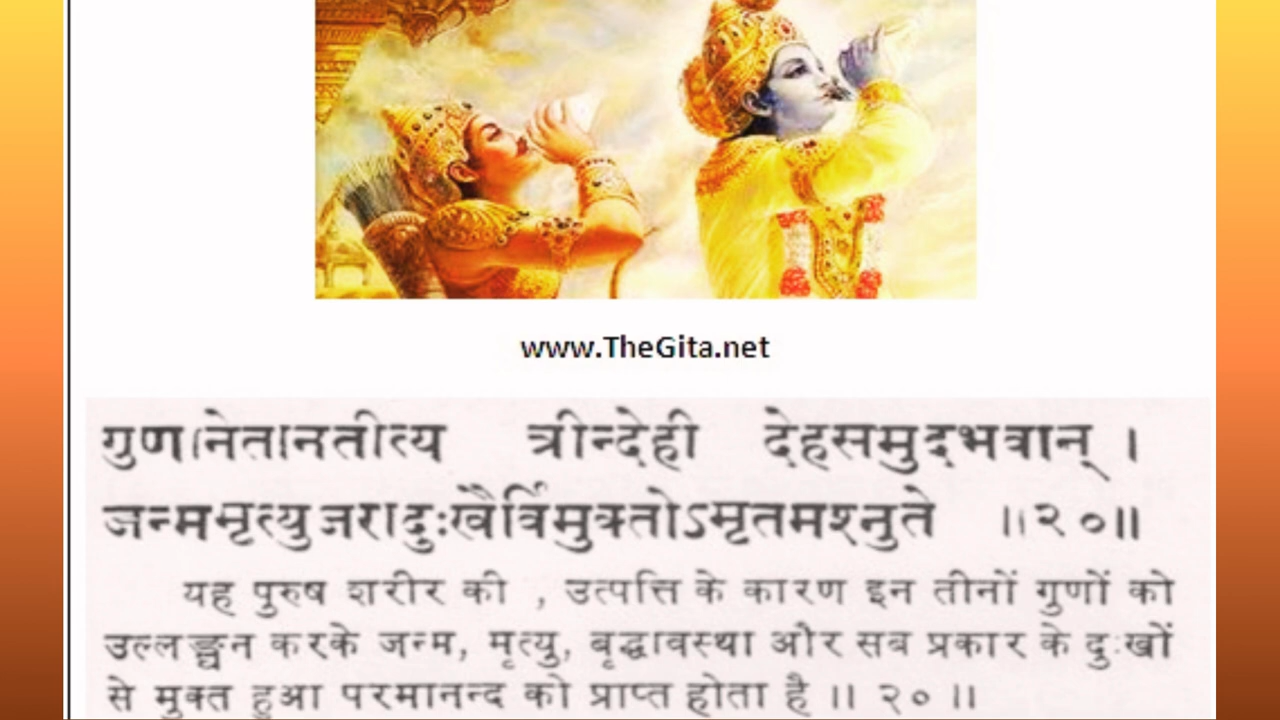 www.TheGita.net
गुणानेतानतीत्य त्रीन्देही देहसमुद्भवान् ।
जन्ममृत्युजरादुःखैर्विमुक्तोऽमृतमश्नुते ॥२०॥
यह पुरुष शरीर की , उत्पत्ति के कारण इन तीनों गुणों को
उल्लङ्घन करके जन्म, मृत्यु, बृद्धावस्था और सब प्रकार के दुःखों
से मुक्त हुआ परमानन्द को प्राप्त होता है ॥ २० ॥